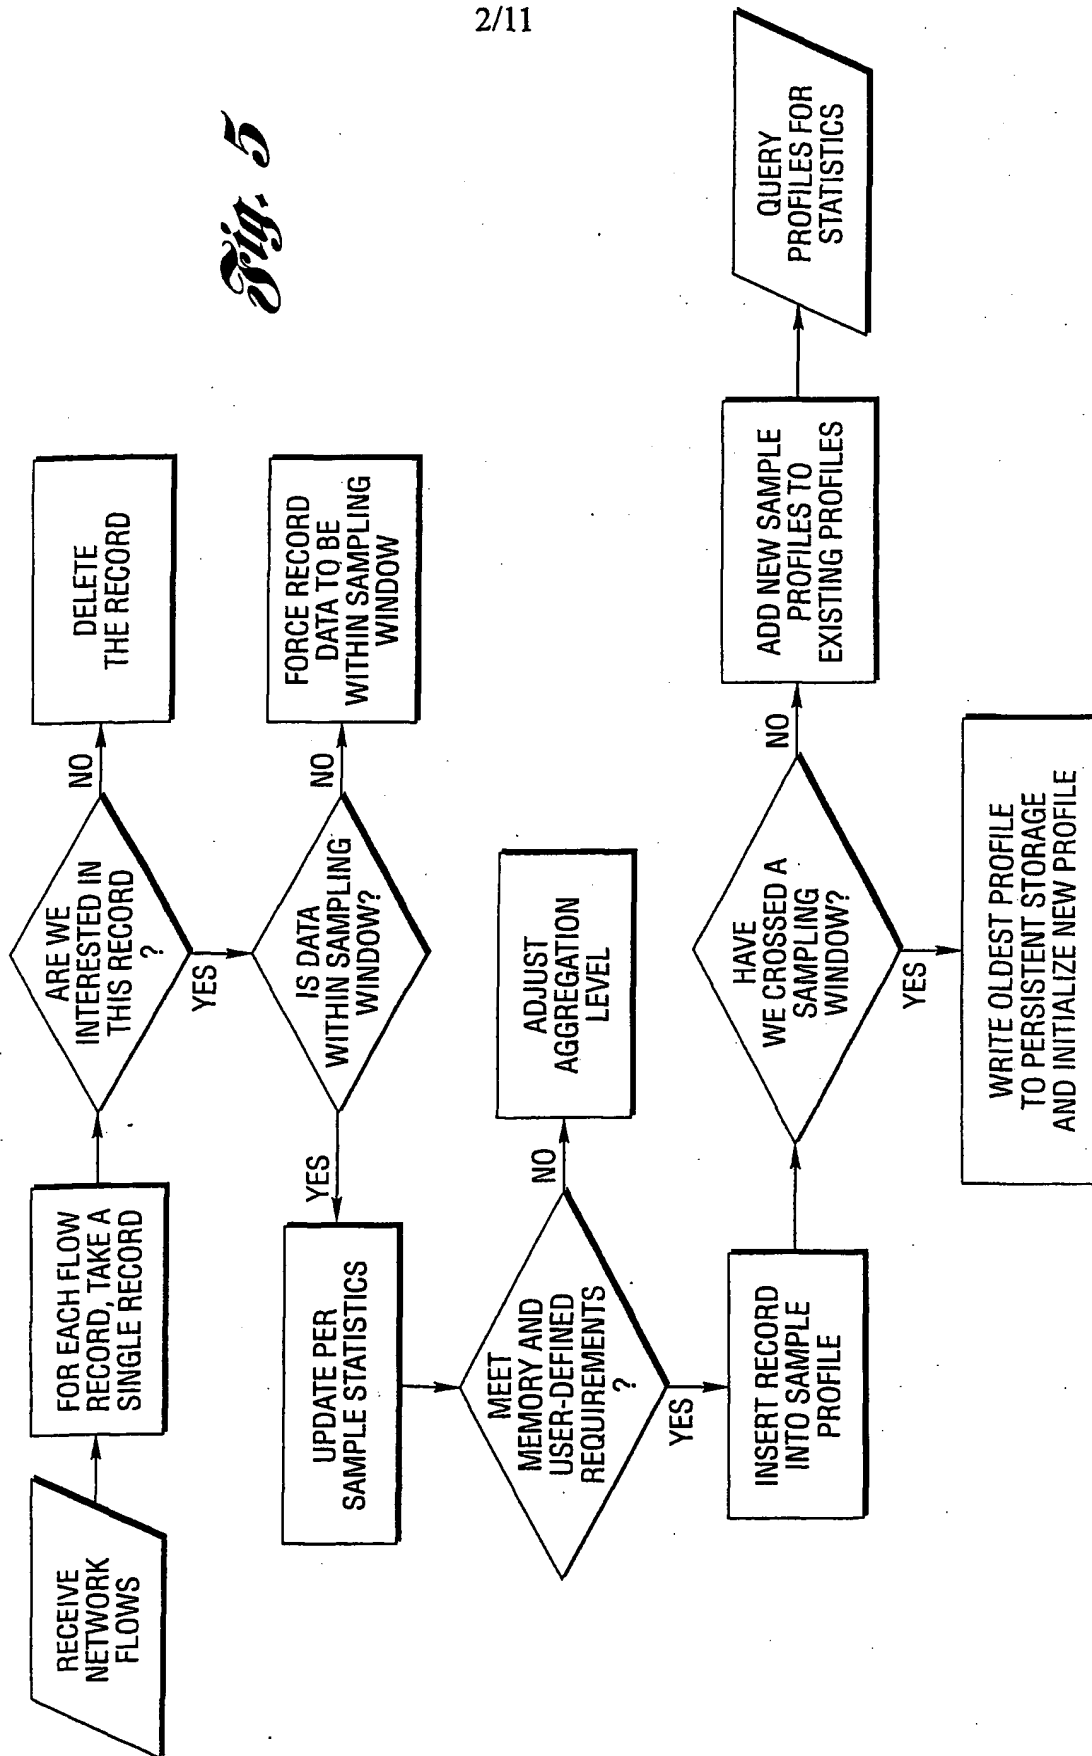 2/11
Fig. 5
RECEIVE
NETWORK
FLOWS
FOR EACH FLOW
RECORD, TAKE A
SINGLE RECORD
ARE WE
INTERESTED IN
THIS RECORD
?
NO
DELETE
THE RECORD
YES
IS DATA
WITHIN SAMPLING
WINDOW?
NO
FORCE RECORD
DATA TO BE
WITHIN SAMPLING
WINDOW
YES
UPDATE PER
SAMPLE STATISTICS
MEET
MEMORY AND
USER-DEFINED
REQUIREMENTS
?
NO
ADJUST
AGGREGATION
LEVEL
YES
INSERT RECORD
INTO SAMPLE
PROFILE
HAVE
WE CROSSED A
SAMPLING
WINDOW?
NO
ADD NEW SAMPLE
PROFILES TO
EXISTING PROFILES
QUERY
PROFILES FOR
STATISTICS
YES
WRITE OLDEST PROFILE
TO PERSISTENT STORAGE
AND INITIALIZE NEW PROFILE